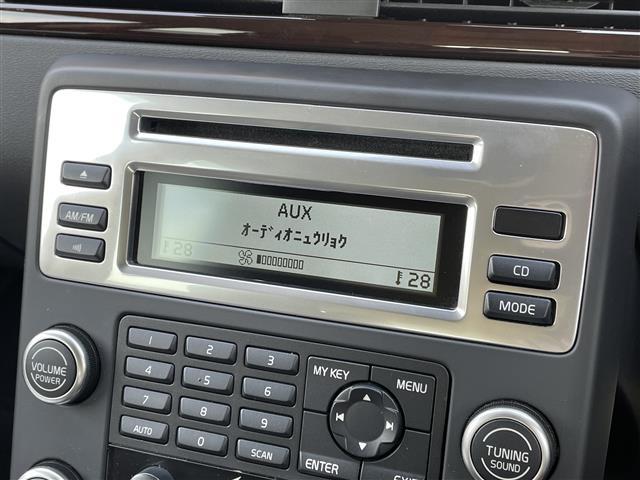 AUX
オーディオニュウリョク
28
28
AM/FM
CD
MODE
VOLUME
POWER
1 2 3
4 5 6
7 8 9
AUTO 0 SCAN
MY KEY MENU
ENTER
TUNING
SOUND